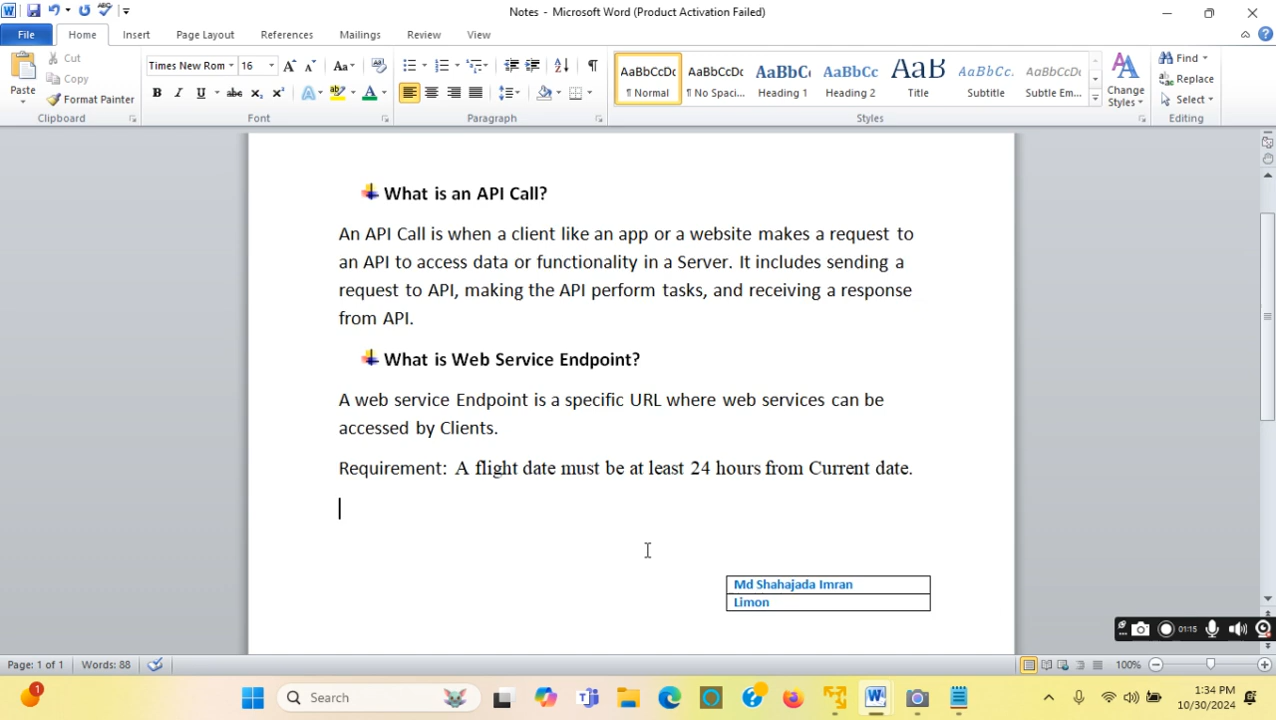 Notes - Microsoft Word (Product Activation Failed)
File Home Insert Page Layout References Mailings Review View
Paste
Cut
Copy
Format Painter
Clipboard
Times New Rom 16
Font
Paragraph
AaBbCcDc AaBbCcDc AaBbC AaBbCc AaB AaBbCc. AaBbCcDc
¶ Normal ¶ No Spaci... Heading 1 Heading 2 Title Subtitle Subtle Em...
Change Styles
Styles
Find
Replace
Select
Editing
What is an API Call?
An API Call is when a client like an app or a website makes a request to
an API to access data or functionality in a Server. It includes sending a
request to API, making the API perform tasks, and receiving a response
from API.
What is Web Service Endpoint?
A web service Endpoint is a specific URL where web services can be
accessed by Clients.
Requirement: A flight date must be at least 24 hours from Current date.
Md Shahajada Imran
Limon
01:15
Page: 1 of 1 Words: 88
100%
1
Search
1:34 PM
10/30/2024